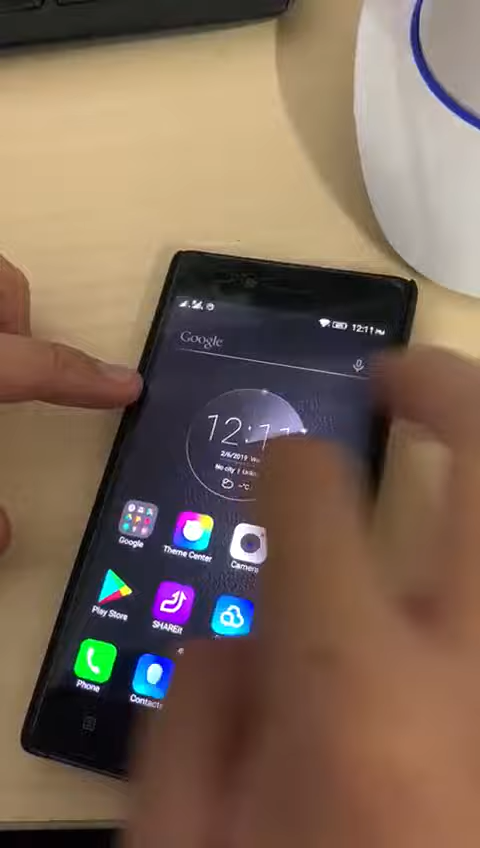 12:11 PM
Google
12:11
2/6/2019
No city
-°C
Google
Theme Center
Camera
Play Store
SHAREit
Phone
Contacts